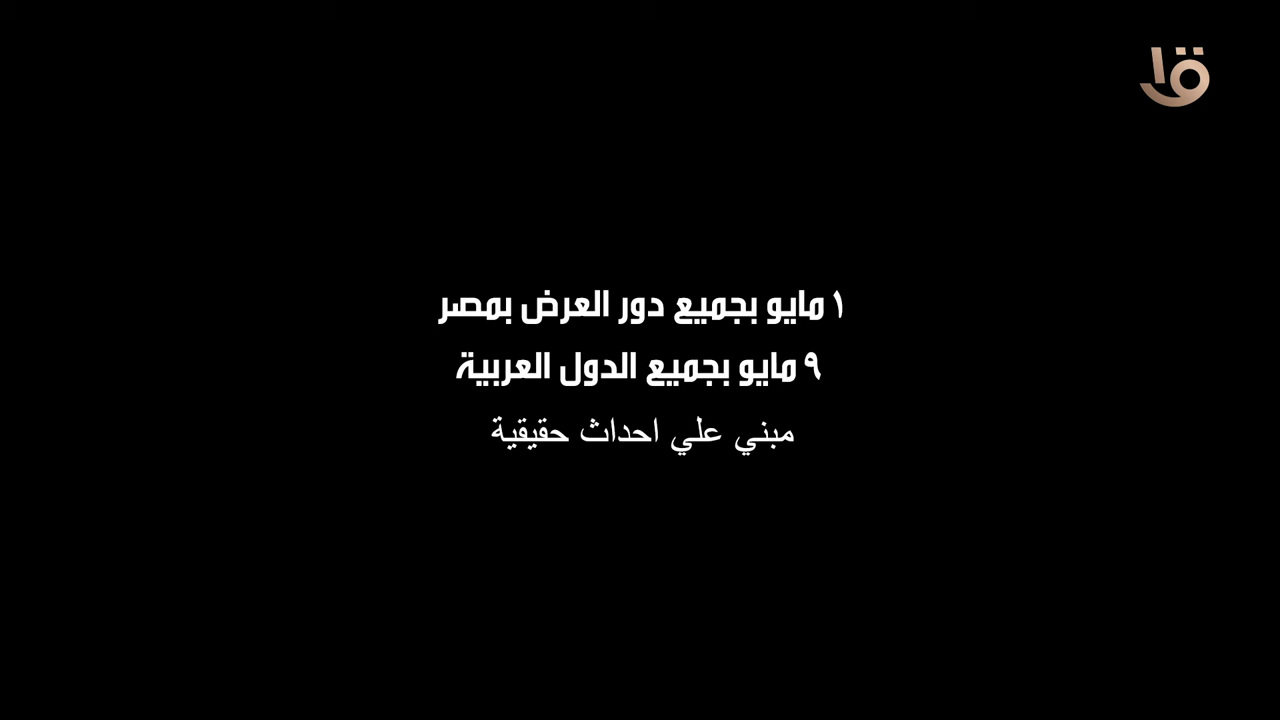 ١ مايو بجميع دور العرض بمصر
٩ مايو بجميع الدول العربية
مبني علي احداث حقيقية